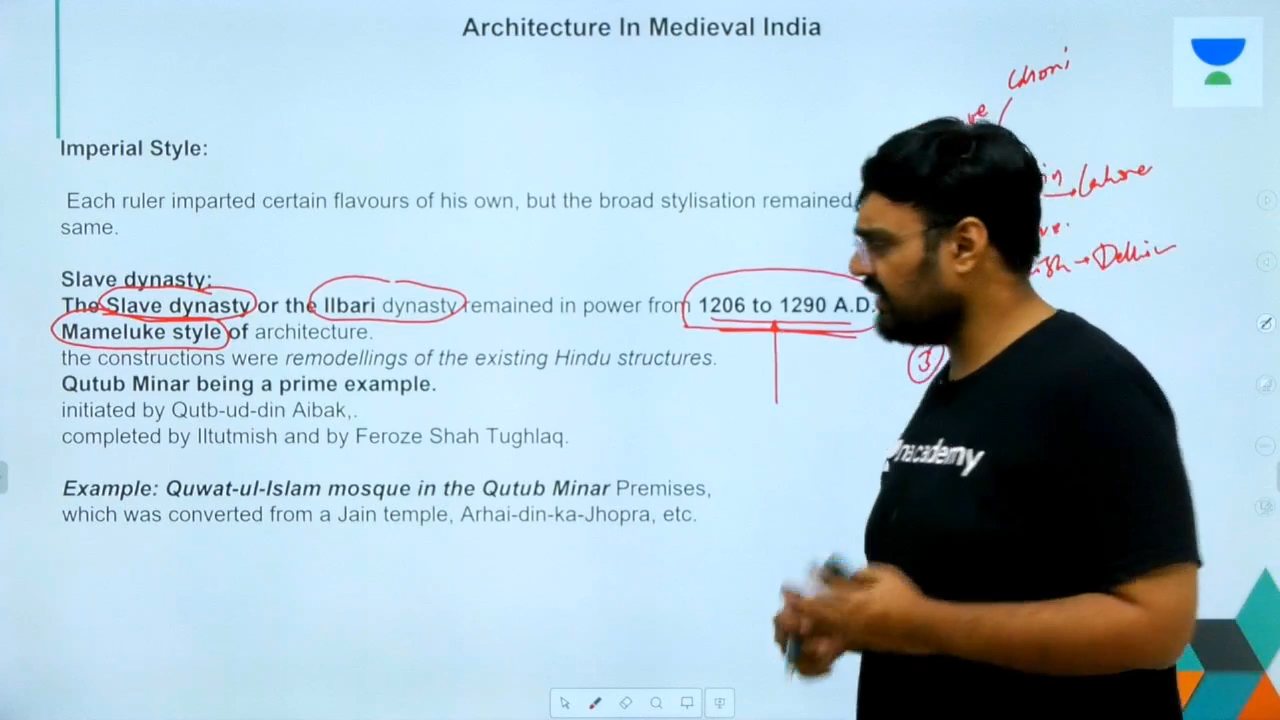 Architecture In Medieval India
Ghori
Imperial Style:
Lahore
Each ruler imparted certain flavours of his own, but the broad stylisation remained
same.
→ Delhi
Slave dynasty:
The Slave dynasty or the Ilbari dynasty remained in power from 1206 to 1290 A.D.
Mameluke style of architecture.
the constructions were remodellings of the existing Hindu structures.
3
Qutub Minar being a prime example.
initiated by Qutb-ud-din Aibak,.
completed by Iltutmish and by Feroze Shah Tughlaq.
Example: Quwat-ul-Islam mosque in the Qutub Minar Premises,
which was converted from a Jain temple, Arhai-din-ka-Jhopra, etc.
unacademy